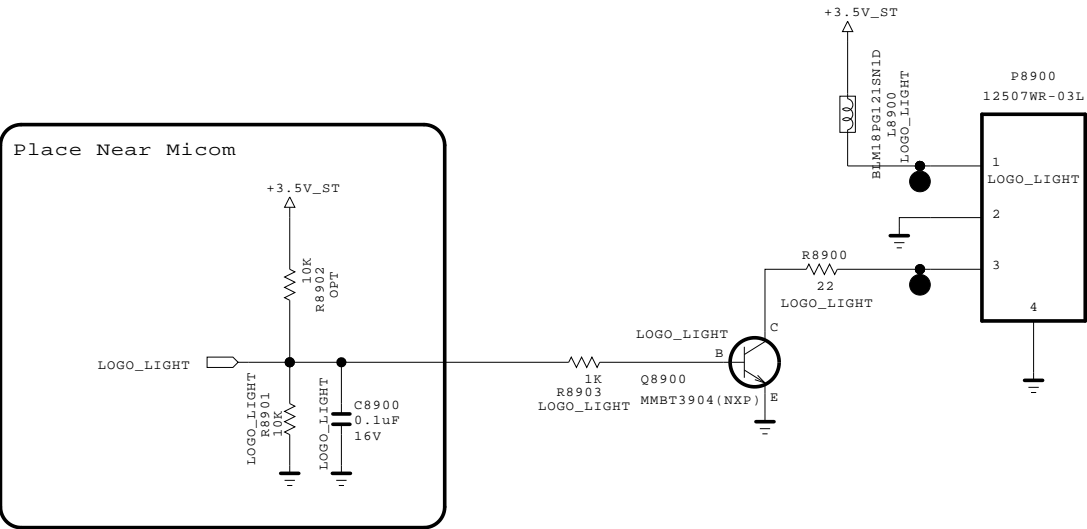 +3.5V_ST
P8900
12507WR-03L
BLM18PG121SN1D
L8900
LOGO_LIGHT
1
LOGO_LIGHT
2
3
4
Place Near Micom
+3.5V_ST
10K
R8902
OPT
LOGO_LIGHT
LOGO_LIGHT
R8901
10K
LOGO_LIGHT
C8900
0.1uF
16V
1K
R8903
LOGO_LIGHT
R8900
22
LOGO_LIGHT
LOGO_LIGHT
C
B
E
Q8900
MMBT3904(NXP)